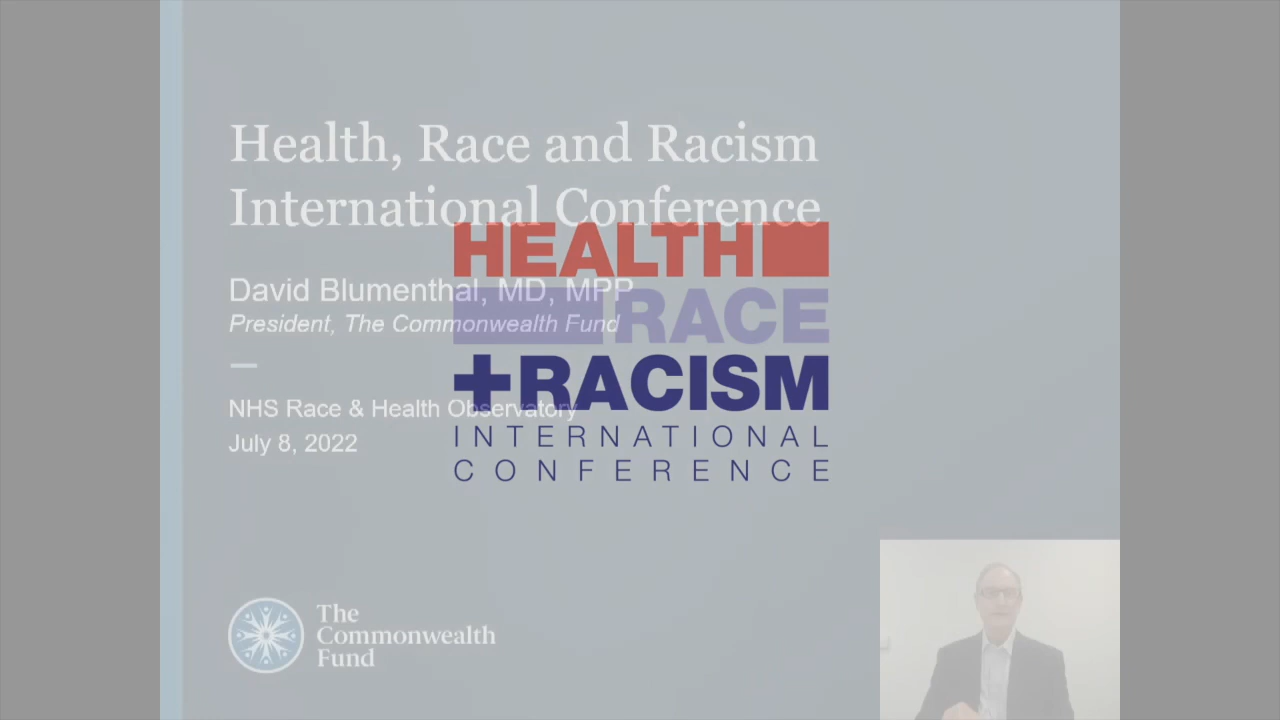 Health, Race and Racism
International Conference
HEALTH
RACE
+RACISM
INTERNATIONAL
CONFERENCE
David Blumenthal, MD, MPP
President, The Commonwealth Fund
NHS Race & Health Observatory
July 8, 2022
The
Commonwealth
Fund